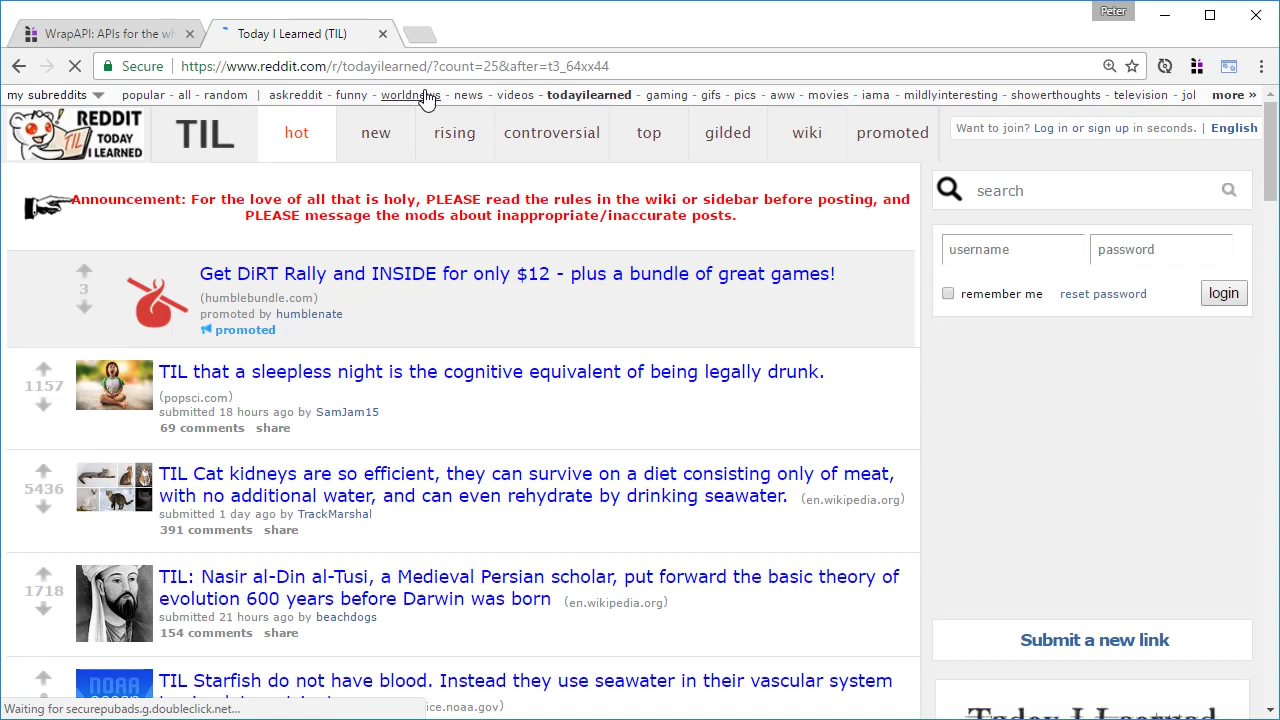 Peter
WrapAPI: APIs for the wh
Today I Learned (TIL)
Secure https://www.reddit.com/r/todayilearned/?count=25&after=t3_64xx44
my subreddits popular - all - random | askreddit - funny - worldnews - news - videos - todayilearned - gaming - gifs - pics - aww - movies - iama - mildlyinteresting - showerthoughts - television - jol more »
REDDIT
TODAY
I LEARNED
TIL
TIL hot new rising controversial top gilded wiki promoted
Want to join? Log in or sign up in seconds. | English
Announcement: For the love of all that is holy, PLEASE read the rules in the wiki or sidebar before posting, and
PLEASE message the mods about inappropriate/inaccurate posts.
search
username password
remember me reset password login
3
Get DiRT Rally and INSIDE for only $12 - plus a bundle of great games!
(humblebundle.com)
promoted by humblenate
promoted
1157
TIL that a sleepless night is the cognitive equivalent of being legally drunk.
(popsci.com)
submitted 18 hours ago by SamJam15
69 comments share
5436
TIL Cat kidneys are so efficient, they can survive on a diet consisting only of meat,
with no additional water, and can even rehydrate by drinking seawater. (en.wikipedia.org)
submitted 1 day ago by TrackMarshal
391 comments share
1718
TIL: Nasir al-Din al-Tusi, a Medieval Persian scholar, put forward the basic theory of
evolution 600 years before Darwin was born (en.wikipedia.org)
submitted 21 hours ago by beachdogs
154 comments share
NOAA
TIL Starfish do not have blood. Instead they use seawater in their vascular system
ice.noaa.gov)
Submit a new link
Today I Learned
Waiting for securepubads.g.doubleclick.net...